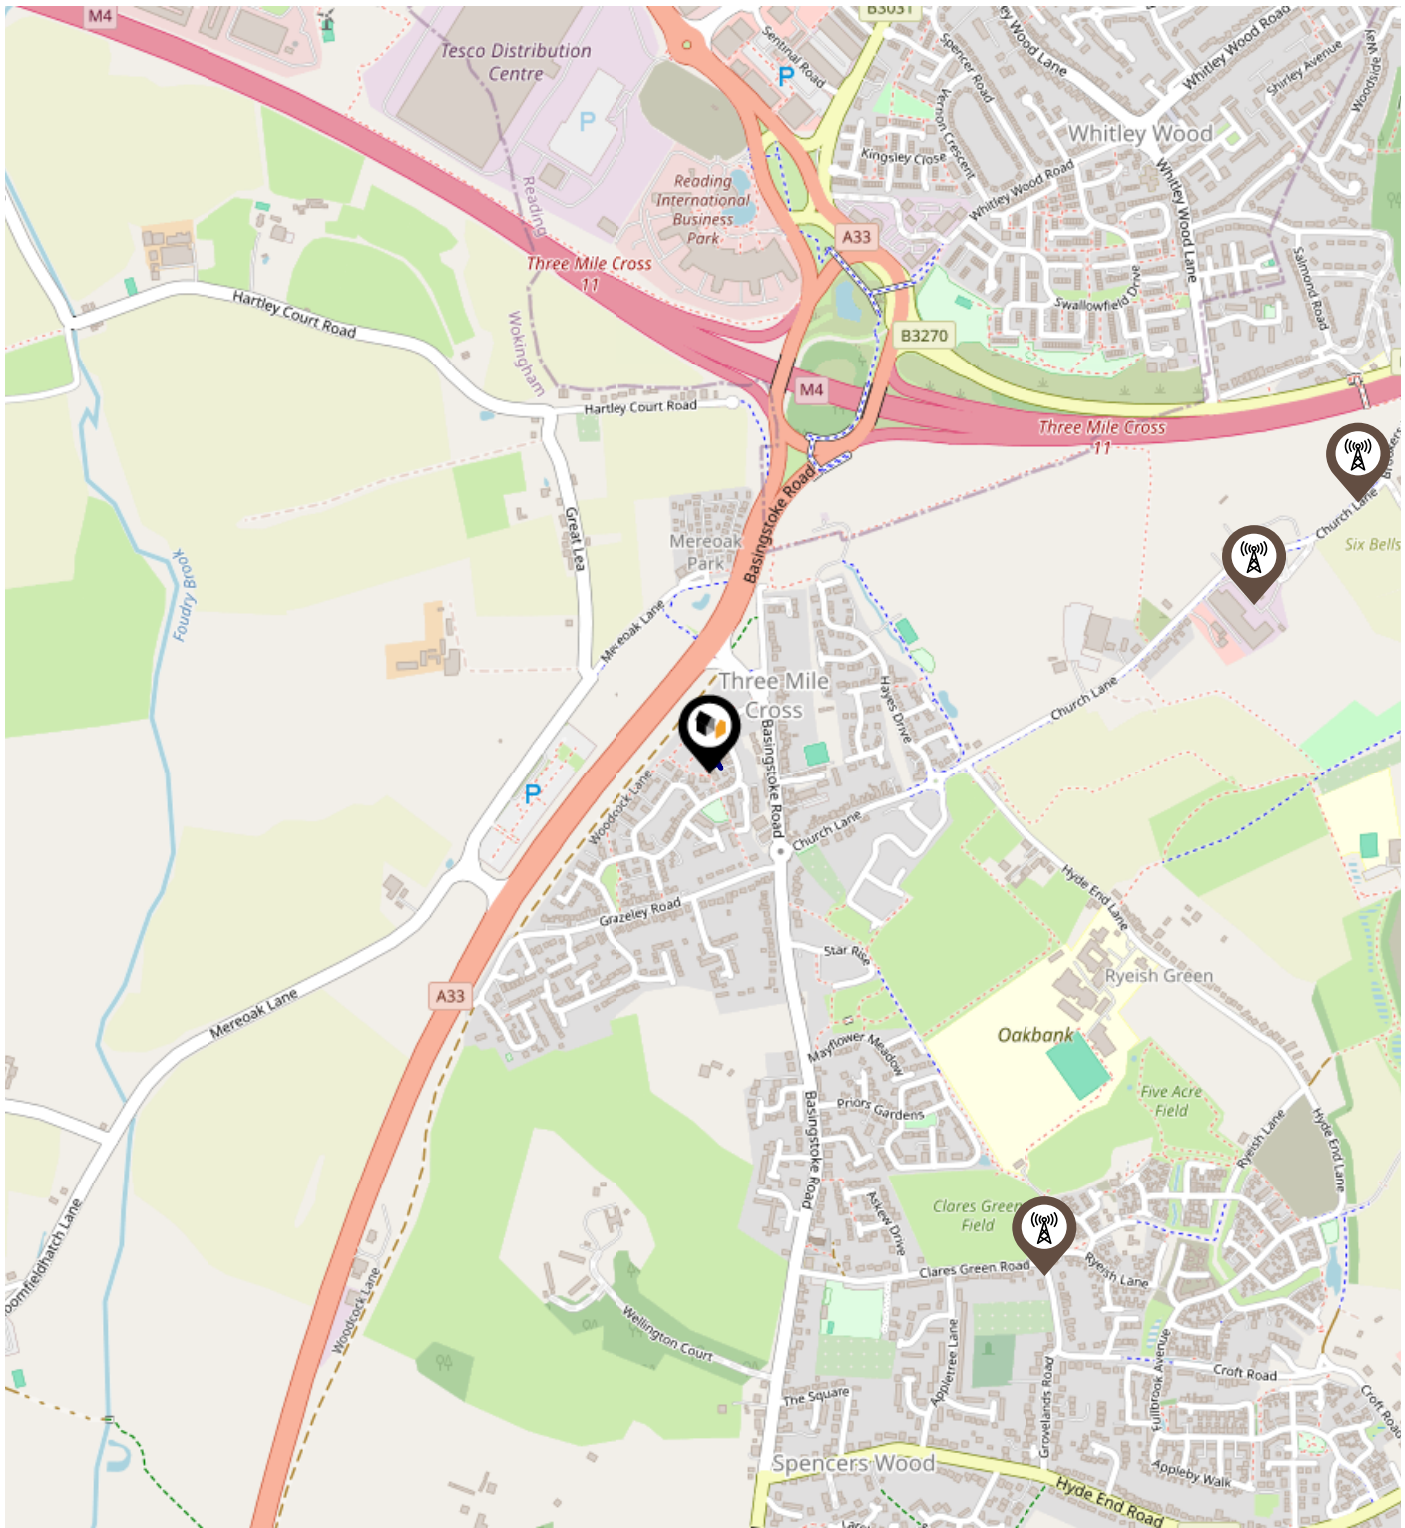 M4
B3031
Sentinal Road
Spencer Road
Whitley Wood Road
Shirley Avenue
Woodside Way
Tesco Distribution
Centre
P
P
Vernon Crescent
Whitley Wood
Kingsley Close
Whitley Wood Road
Whitley Wood Lane
Reading
Reading
International
Business
Park
A33
Three Mile Cross
11
Salmond Road
Swallowfield Drive
Hartley Court Road
Wokingham
B3270
M4
Hartley Court Road
Three Mile Cross
11
Basingstoke Road
Church Lane
Six Bells
Great Lea
Mereoak
Park
Foudry Brook
Mereoak Lane
Three Mile
Cross
Hayes Drive
Church Lane
Basingstoke Road
P
Woodcock Lane
Church Lane
Hyde End Lane
Grazeley Road
Star Rise
Ryeish Green
A33
Mereoak Lane
Oakbank
Mayflower Meadow
Five Acre
Field
Priors Gardens
Basingstoke Road
Ryeish Lane
Hyde End Lane
Askew Drive
Clares Green
Field
Clares Green Road
Ryeish Lane
oomfieldhatch Lane
Woodcock Lane
Wellington Court
Appletree Lane
Grovelands Road
Fullbrook Avenue
Croft Road
Croft Road
The Square
Spencers Wood
Appleby Walk
Hyde End Road